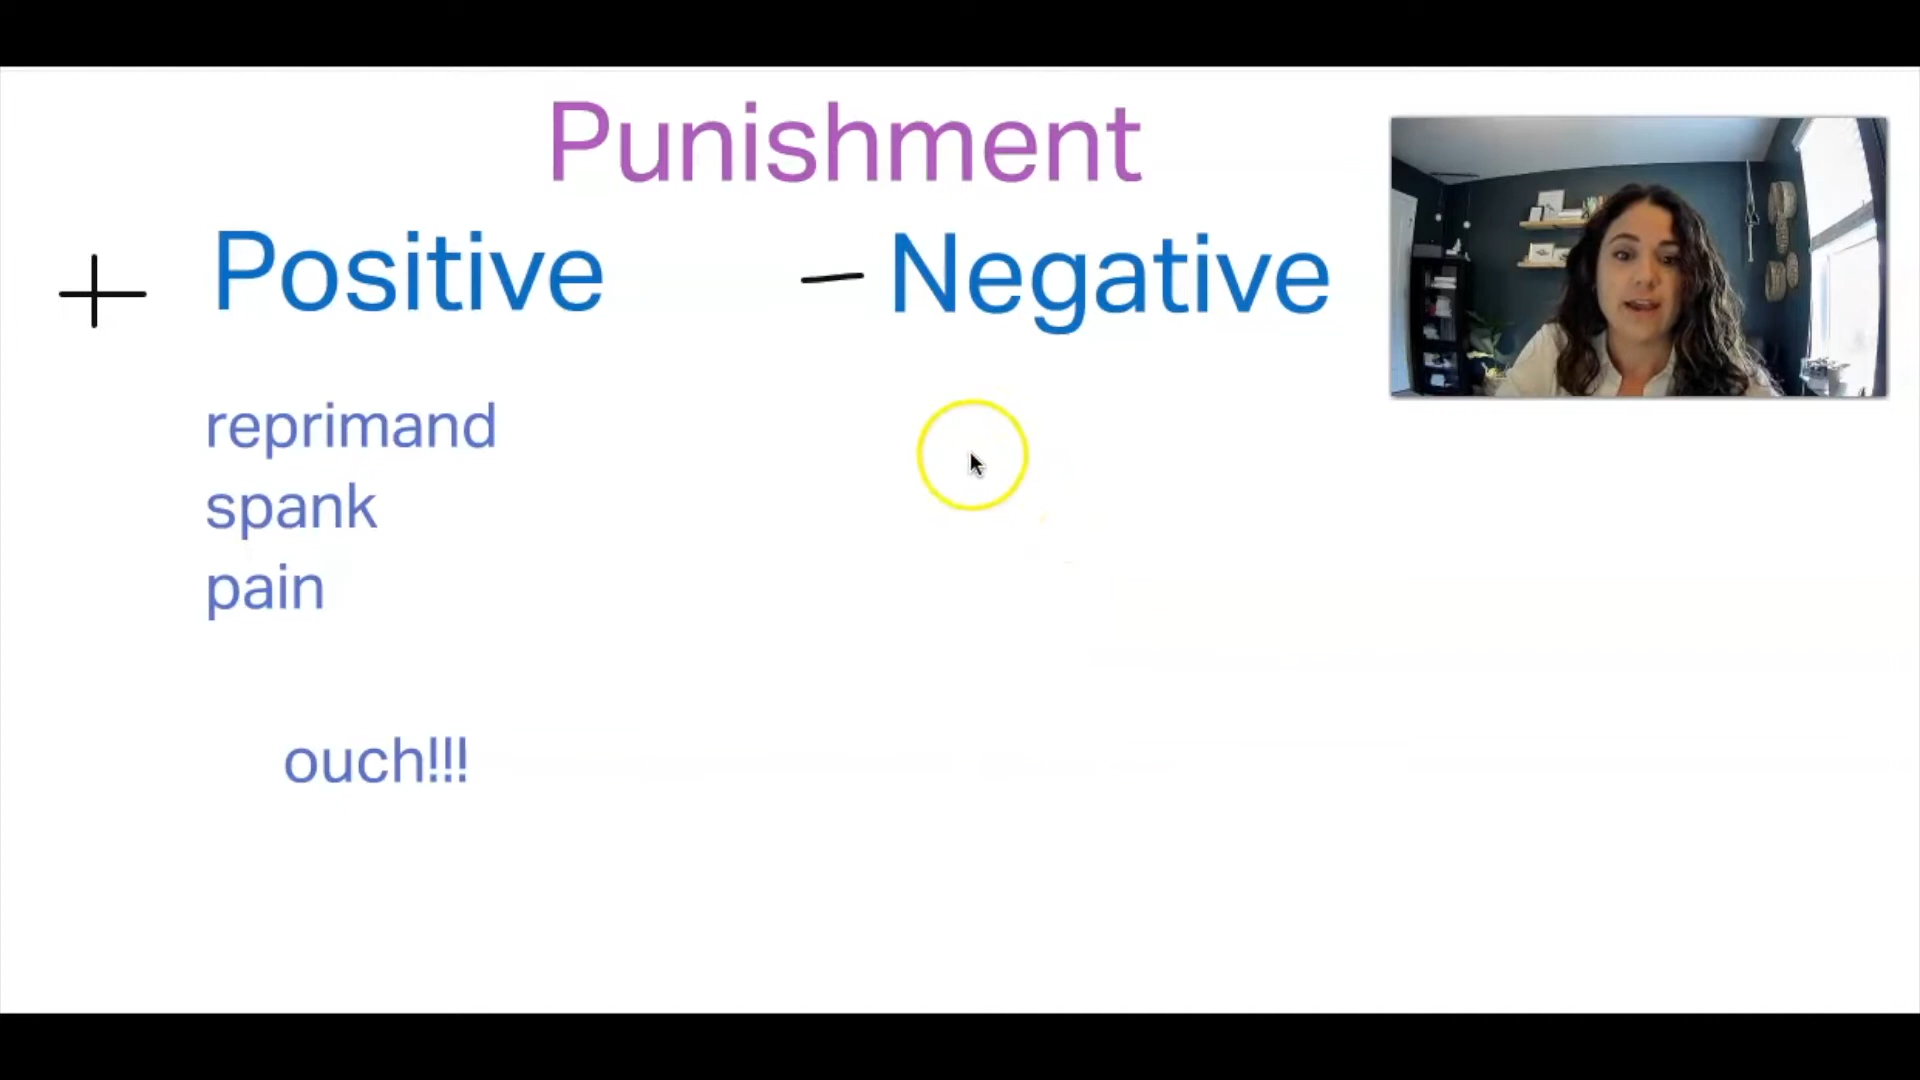 Punishment
+ Positive
- Negative
reprimand
spank
pain
ouch!!!